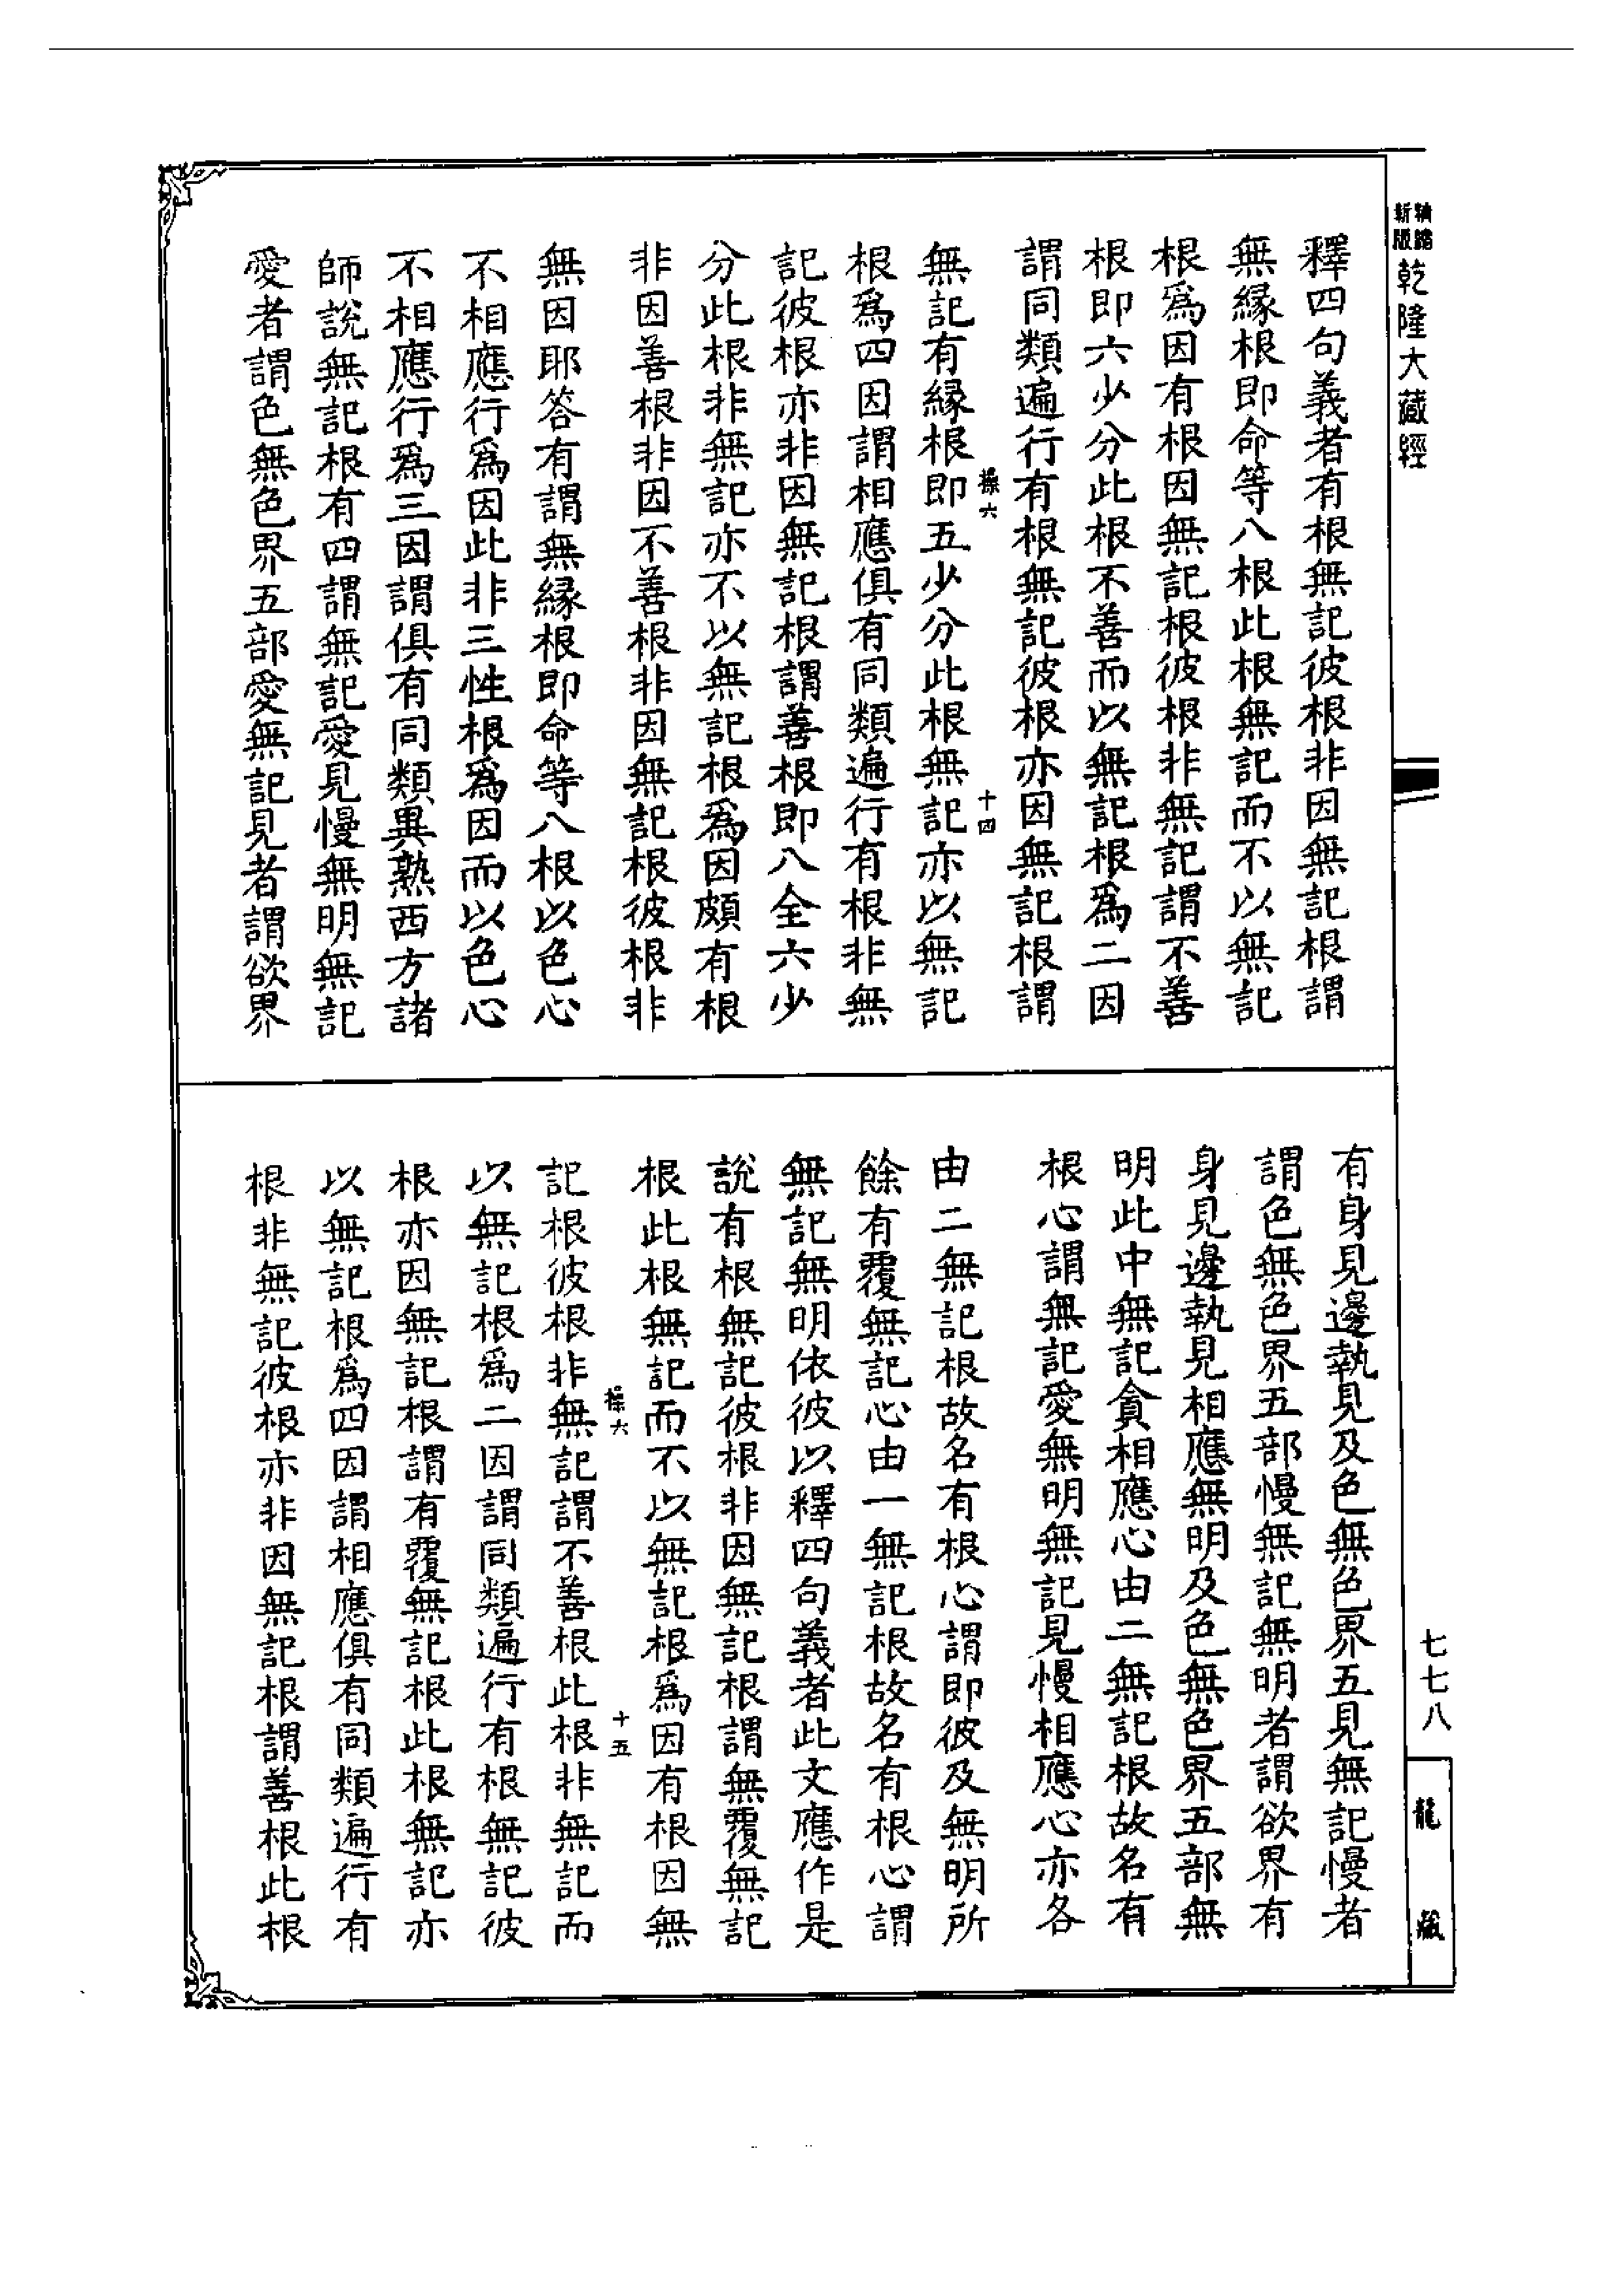 新版
精縮
乾隆大藏經
釋四句義者有根無記彼根非因無記根謂
無緣根即命等八根此根無記而不以無記
根爲因有根因無記根彼根非無記謂不善
根即六少分此根不善而以無記根爲二因
謂同類遍行有根無記彼根亦因無記根謂
無記有緣根即五少分此根無記亦以無記
操六
十四
根爲四因謂相應俱有同類遍行有根非無
記彼根亦非因無記根謂善根即八全六少
分此根非無記亦不以無記根爲因頗有根
非因善根非因不善根非因無記根彼根非
無因耶答有謂無緣根即命等八根以色心
不相應行爲因此非三性根爲因而以色心
不相應行爲三因謂俱有同類異熟西方諸
師說無記根有四謂無記愛見慢無明無記
愛者謂色無色界五部愛無記見者謂欲界
有身見邊執見及色無色界五見無記慢者
謂色無色界五部慢無記無明者謂欲界有
身見邊執見相應無明及色無色界五部無
明此中無記貪相應心由二無記根故名有
根心謂無記愛無明無記見慢相應心亦各
由二無記根故名有根心謂即彼及無明所
餘有覆無記心由一無記根故名有根心謂
無記無明依彼以釋四句義者此文應作是
說有根無記彼根非因無記根謂無覆無記
根此根無記而不以無記根爲因有根因無
操六
十五
記根彼根非無記謂不善根此根非無記而
以無記根爲二因謂同類遍行有根無記彼
根亦因無記根謂有覆無記根此根無記亦
以無記根爲四因謂相應俱有同類遍行有
根非無記彼根亦非因無記根謂善根此根
七七八
龍藏